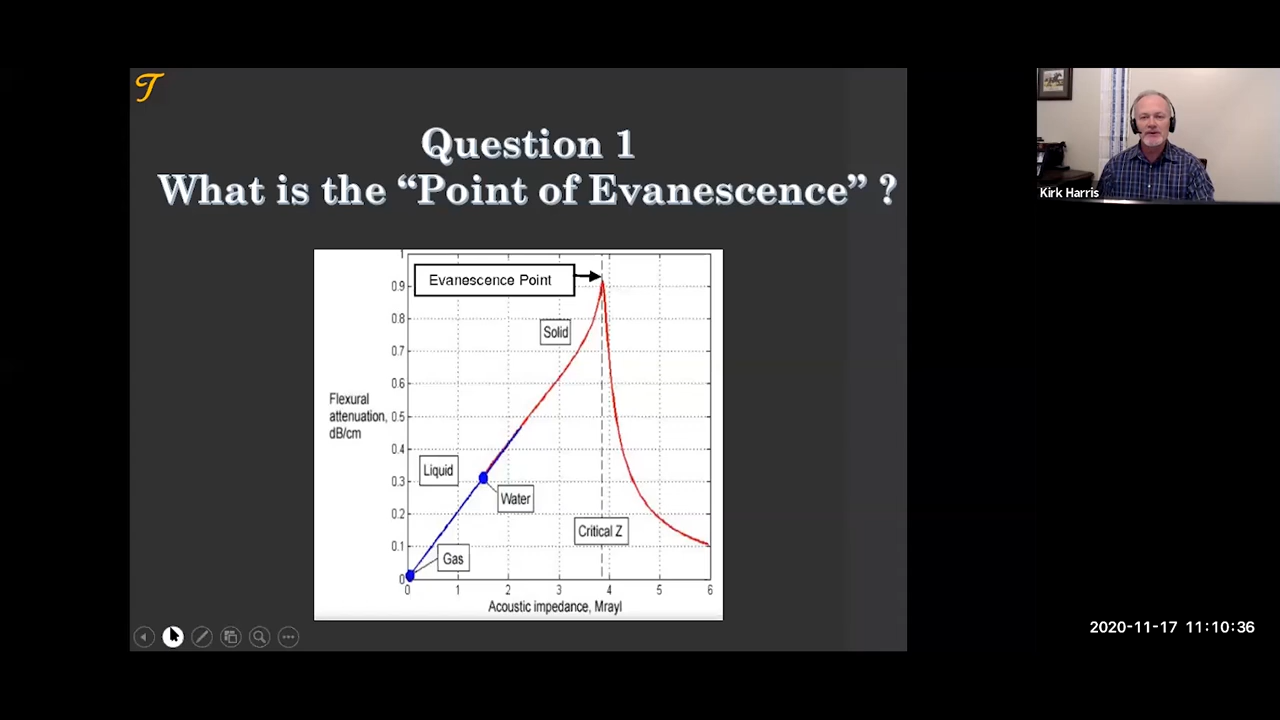 T
Question 1
What is the “Point of Evanescence” ?
Evanescence Point
Solid
Flexural
attenuation,
dB/cm
Liquid
Water
Critical Z
Gas
1
0.9
0.8
0.7
0.6
0.5
0.4
0.3
0.2
0.1
0
0 1 2 3 4 5 6
Acoustic impedance, Mrayl
Kirk Harris
2020-11-17 11:10:36